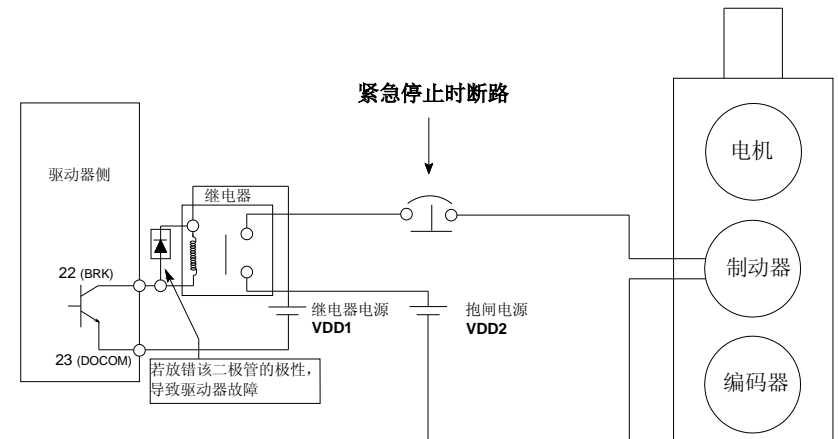 紧急停止时断路
驱动器侧
继电器
22 (BRK)
23 (DOCOM)
继电器电源
VDD1
抱闸电源
VDD2
若放错该二极管的极性，
导致驱动器故障
电机
制动器
编码器